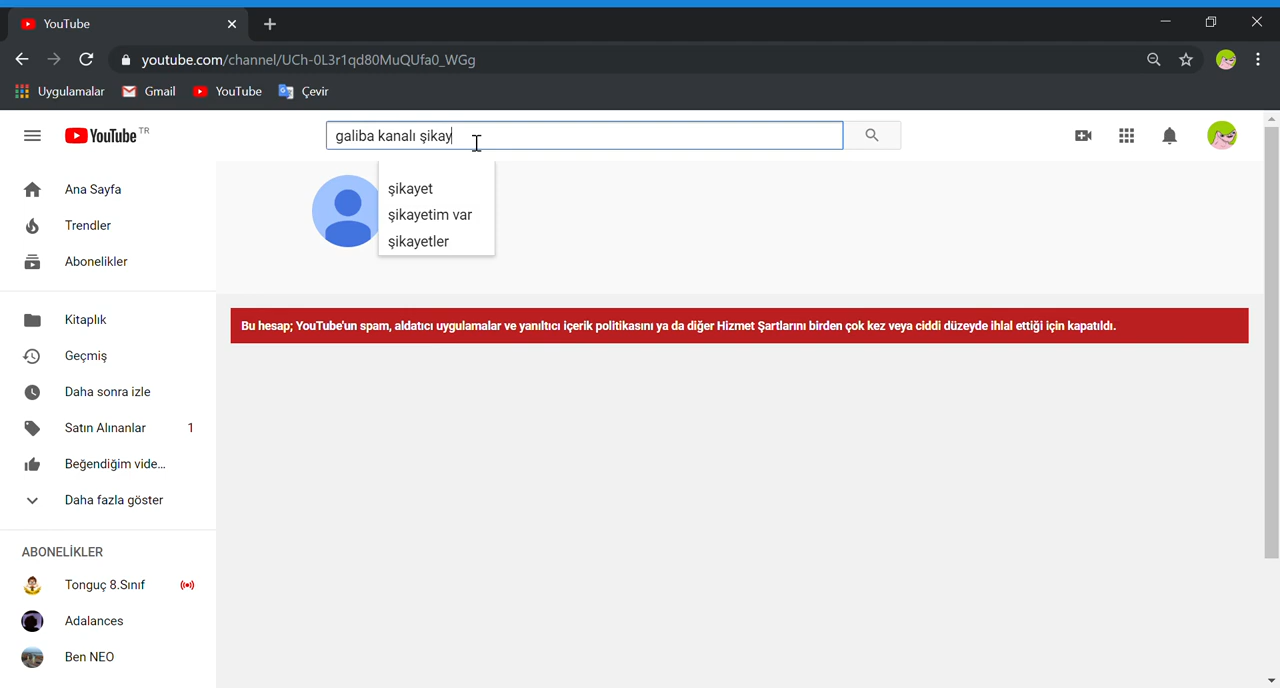 YouTube
youtube.com/channel/UCh-0L3r1qd80MuQUfa0_WGg
Uygulamalar Gmail YouTube Çevir
YouTube TR
galiba kanalı şikay
şikayet
şikayetim var
şikayetler
Ana Sayfa
Trendler
Abonelikler
Bu hesap; YouTube'un spam, aldatıcı uygulamalar ve yanıltıcı içerik politikasını ya da diğer Hizmet Şartlarını birden çok kez veya ciddi düzeyde ihlal ettiği için kapatıldı.
Kitaplık
Geçmiş
Daha sonra izle
Satın Alınanlar 1
Beğendiğim vide...
Daha fazla göster
ABONELİKLER
Tonguç 8.Sınıf
Adalances
Ben NEO